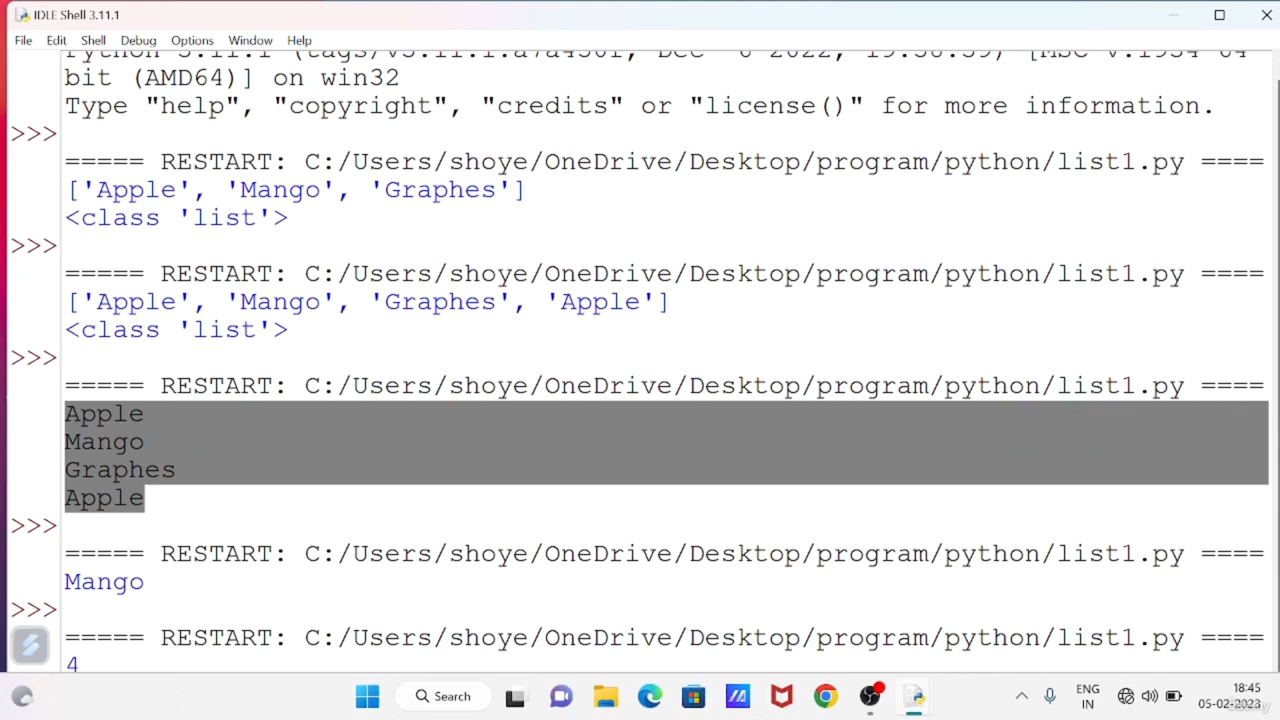 IDLE Shell 3.11.1
File Edit Shell Debug Options Window Help
bit (AMD64)] on win32
Type "help", "copyright", "credits" or "license()" for more information.
>>>
===== RESTART: C:/Users/shoye/OneDrive/Desktop/program/python/list1.py ====
['Apple', 'Mango', 'Graphes']
<class 'list'>
>>>
===== RESTART: C:/Users/shoye/OneDrive/Desktop/program/python/list1.py ====
['Apple', 'Mango', 'Graphes', 'Apple']
<class 'list'>
>>>
===== RESTART: C:/Users/shoye/OneDrive/Desktop/program/python/list1.py ====
Apple
Mango
Graphes
Apple
>>>
===== RESTART: C:/Users/shoye/OneDrive/Desktop/program/python/list1.py ====
Mango
>>>
===== RESTART: C:/Users/shoye/OneDrive/Desktop/program/python/list1.py ====
4
Search
ENG
IN
18:45
05-02-2023